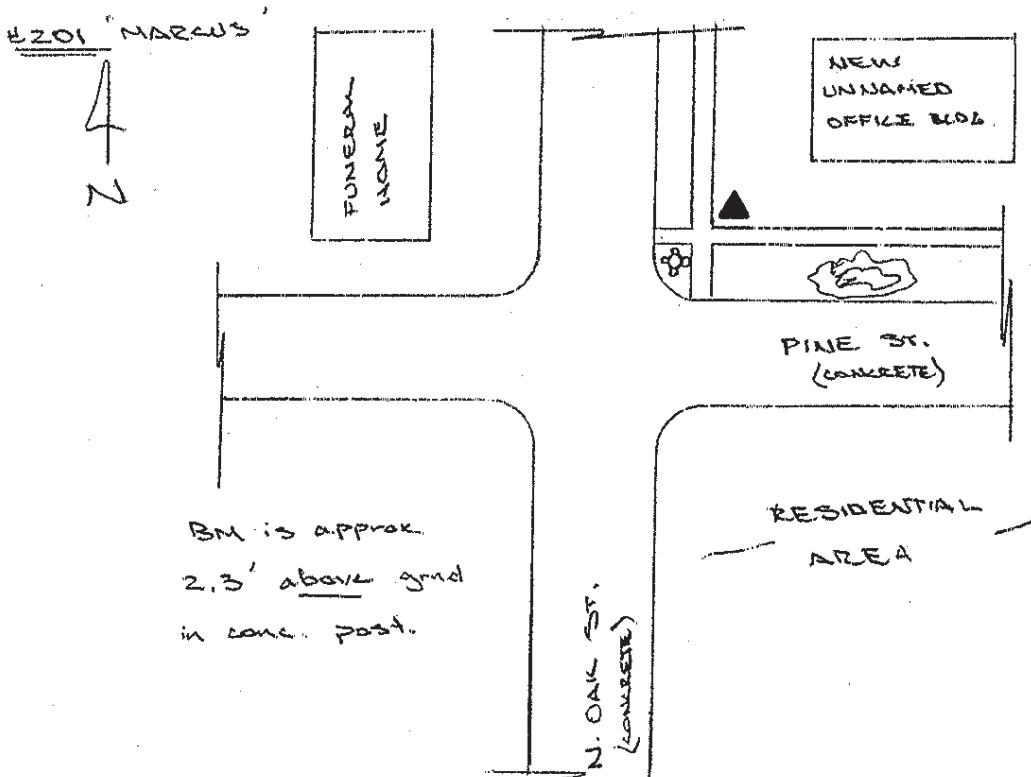 #201 "MARCUS"
N
FUNERAL
HOME
NEW
UNNAMED
OFFICE BLDG
PINE ST.
(CONCRETE)
RESIDENTIAL
AREA
BM is approx
2.3' above grnd
in conc. post.
N. OAK ST.
(CONCRETE)